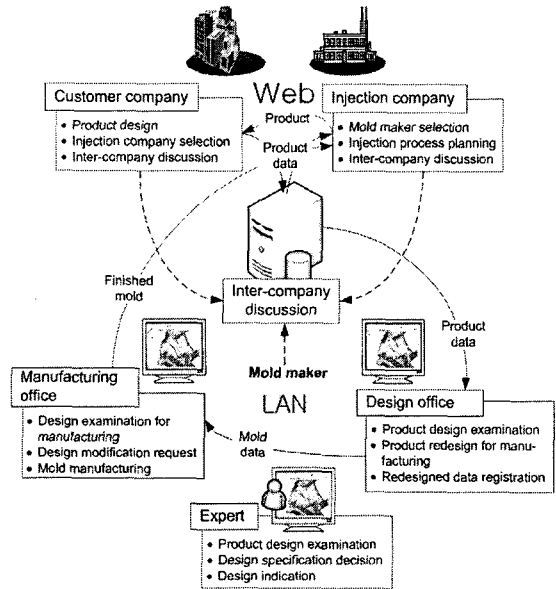 Web
Customer company
• Product design
• Injection company selection
• Inter-company discussion
Injection company
• Mold maker selection
• Injection process planning
• Inter-company discussion
Product
Product
data
Inter-company
discussion
Finished
mold
Product
data
Mold maker
LAN
Manufacturing
office
• Design examination for
manufacturing
• Design modification request
• Mold manufacturing
Mold
data
Design office
• Product design examination
• Product redesign for manu-
facturing
• Redesigned data registration
Expert
• Product design examination
• Design specification decision
• Design indication